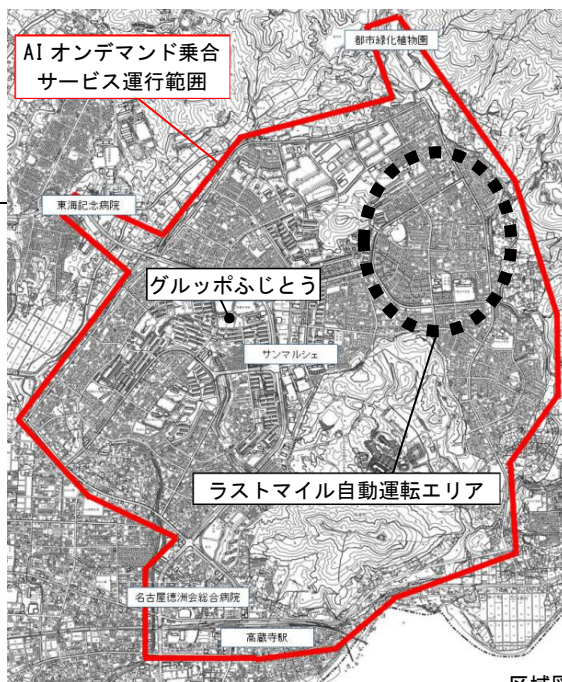 都市緑化植物園
AIオンデマンド乗合
サービス運行範囲
東海記念病院
グルッポふじとう
サンマルシェ
ラストマイル自動運転エリア
名古屋徳洲会総合病院
高蔵寺駅